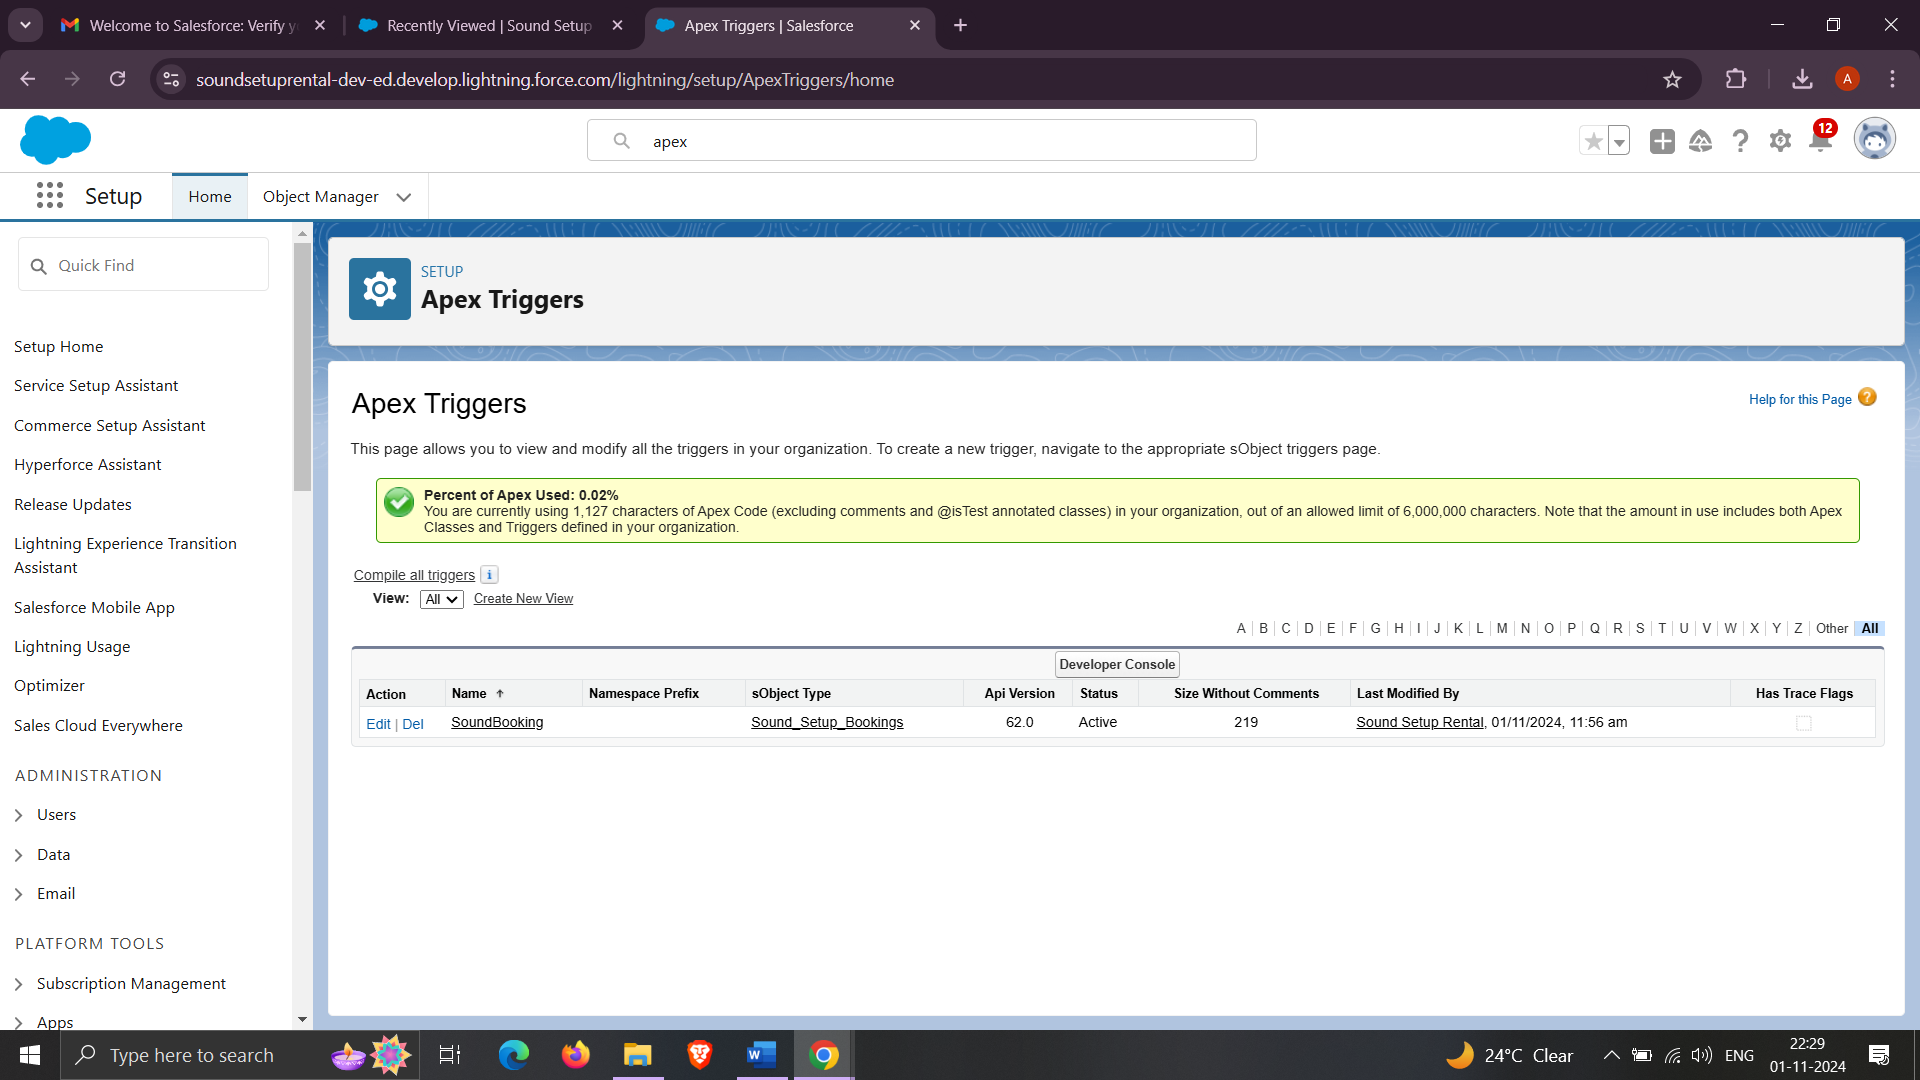 Welcome to Salesforce: Verify y
Recently Viewed | Sound Setup
Apex Triggers | Salesforce
soundsetuprental-dev-ed.develop.lightning.force.com/lightning/setup/ApexTriggers/home
A
apex
12
Setup
Home
Object Manager
Quick Find
Setup Home
Service Setup Assistant
Commerce Setup Assistant
Hyperforce Assistant
Release Updates
Lightning Experience Transition
Assistant
Salesforce Mobile App
Lightning Usage
Optimizer
Sales Cloud Everywhere
ADMINISTRATION
Users
Data
Email
PLATFORM TOOLS
Subscription Management
Apps
SETUP
Apex Triggers
Apex Triggers
Help for this Page ?
This page allows you to view and modify all the triggers in your organization. To create a new trigger, navigate to the appropriate sObject triggers page.
Percent of Apex Used: 0.02%
You are currently using 1,127 characters of Apex Code (excluding comments and @isTest annotated classes) in your organization, out of an allowed limit of 6,000,000 characters. Note that the amount in use includes both Apex
Classes and Triggers defined in your organization.
Compile all triggers i
View: All Create New View
A | B | C | D | E | F | G | H | I | J | K | L | M | N | O | P | Q | R | S | T | U | V | W | X | Y | Z | Other | All
Developer Console
Action Name Namespace Prefix sObject Type Api Version Status Size Without Comments Last Modified By Has Trace Flags
Edit | Del SoundBooking Sound_Setup_Bookings 62.0 Active 219 Sound Setup Rental, 01/11/2024, 11:56 am
Type here to search
24°C Clear
ENG
22:29
01-11-2024